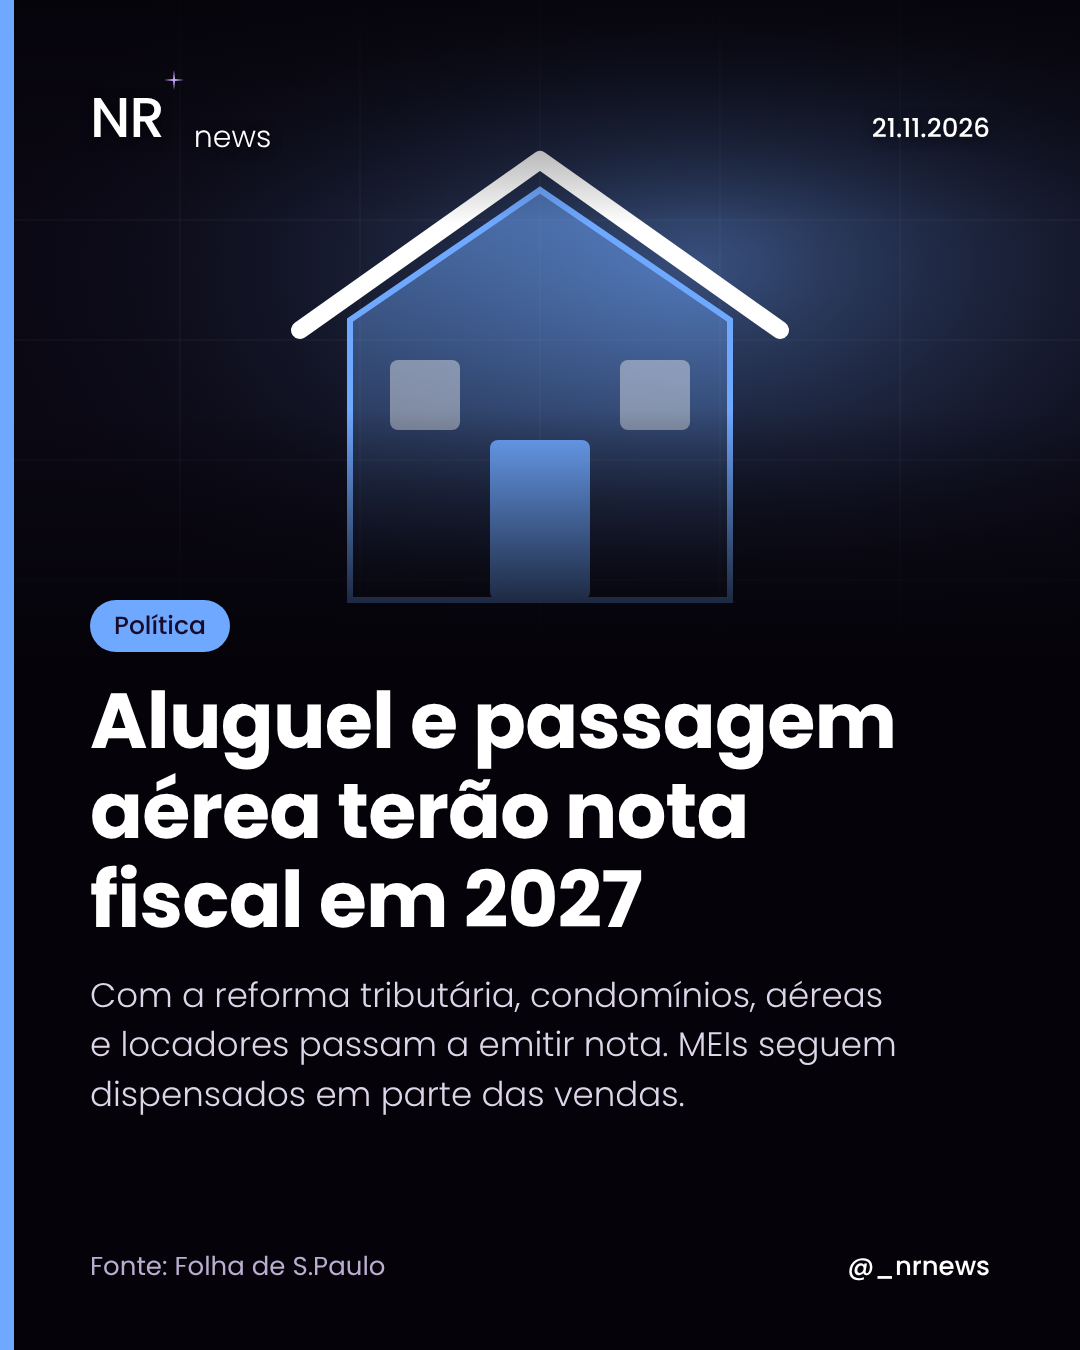 NR news
21.11.2026
Política
Aluguel e passagem
aérea terão nota
fiscal em 2027
Com a reforma tributária, condomínios, aéreas
e locadores passam a emitir nota. MEIs seguem
dispensados em parte das vendas.
Fonte: Folha de S.Paulo
@_nrnews